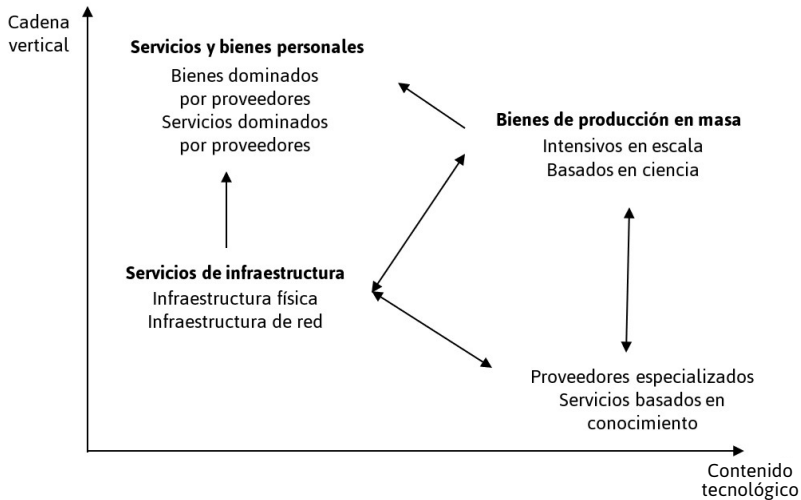 Cadena
vertical
Servicios y bienes personales
Bienes dominados
por proveedores
Servicios dominados
por proveedores
Bienes de producción en masa
Intensivos en escala
Basados en ciencia
Servicios de infraestructura
Infraestructura física
Infraestructura de red
Proveedores especializados
Servicios basados en
conocimiento
Contenido
tecnológico